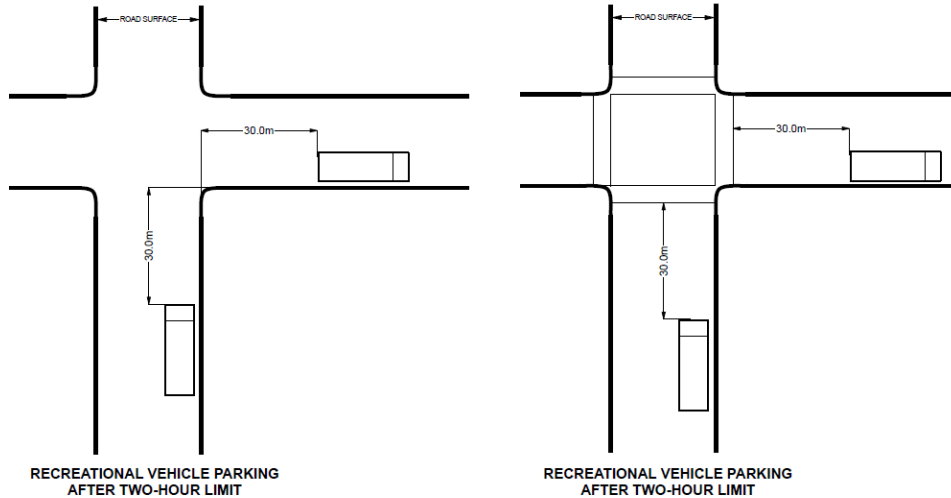 ROAD SURFACE
30.0m
30.0m
RECREATIONAL VEHICLE PARKING
AFTER TWO-HOUR LIMIT
ROAD SURFACE
30.0m
30.0m
RECREATIONAL VEHICLE PARKING
AFTER TWO-HOUR LIMIT